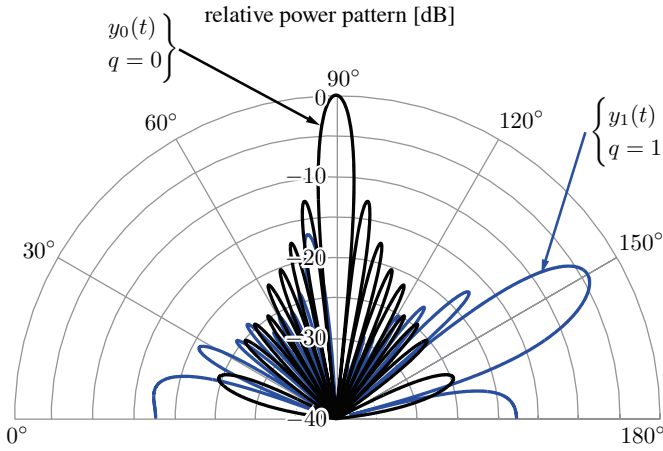 relative power pattern [dB]
y₀(t)
q = 0
90°
0
60°
120°
y₁(t)
q = 1
−10
30°
150°
−20
−30
−40
0°
180°